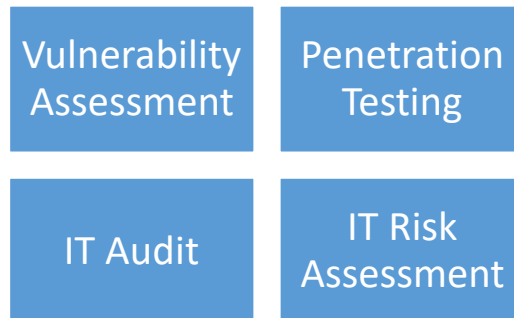 Vulnerability
Assessment
Penetration
Testing
IT Audit
IT Risk
Assessment